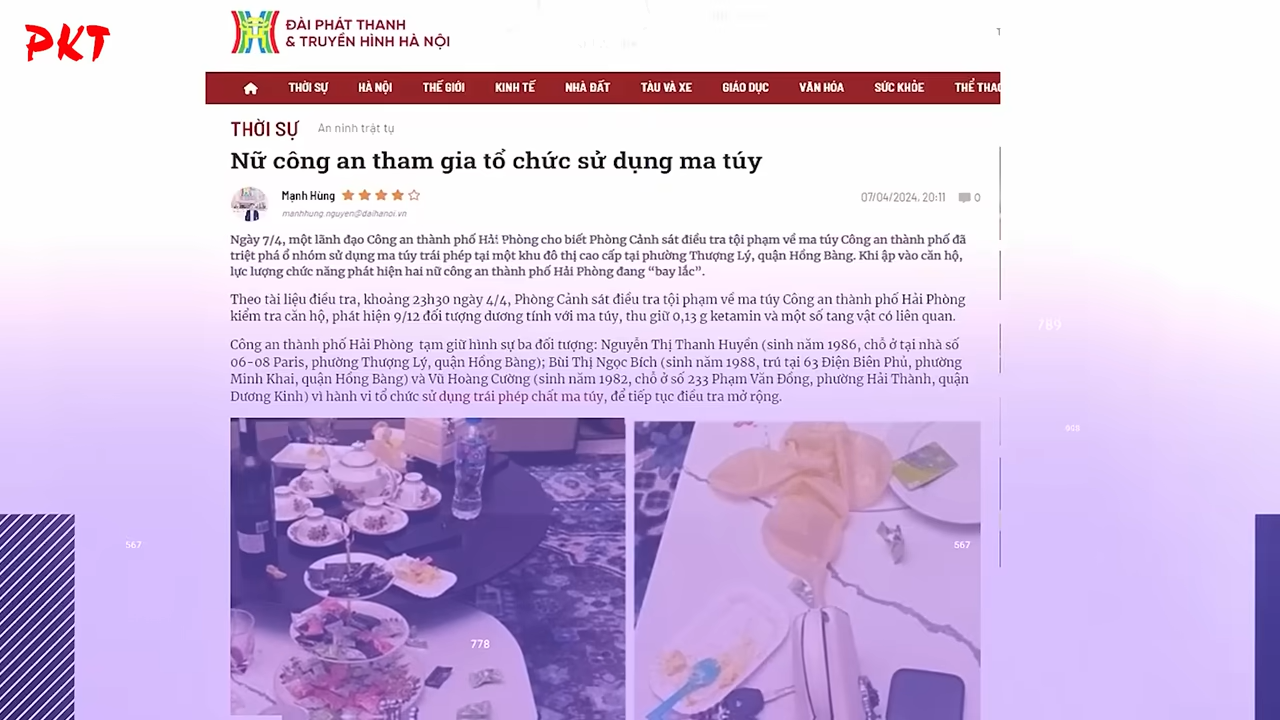 PKT
ĐÀI PHÁT THANH
& TRUYỀN HÌNH HÀ NỘI
THỜI SỰ HÀ NỘI THẾ GIỚI KINH TẾ NHÀ ĐẤT TÀU VÀ XE GIÁO DỤC VĂN HÓA SỨC KHỎE THỂ THAO
THỜI SỰ An ninh trật tự
Nữ công an tham gia tổ chức sử dụng ma túy
Mạnh Hùng 07/04/2024, 20:11 0
manhhung.nguyen@daihanoi.vn
Ngày 7/4, một lãnh đạo Công an thành phố Hải Phòng cho biết Phòng Cảnh sát điều tra tội phạm về ma túy Công an thành phố đã
triệt phá ổ nhóm sử dụng ma túy trái phép tại một khu đô thị cao cấp tại phường Thượng Lý, quận Hồng Bàng. Khi ập vào căn hộ,
lực lượng chức năng phát hiện hai nữ công an thành phố Hải Phòng đang “bay lắc”.
Theo tài liệu điều tra, khoảng 23h30 ngày 4/4, Phòng Cảnh sát điều tra tội phạm về ma túy Công an thành phố Hải Phòng
kiểm tra căn hộ, phát hiện 9/12 đối tượng dương tính với ma túy, thu giữ 0,13 g ketamin và một số tang vật có liên quan.
Công an thành phố Hải Phòng tạm giữ hình sự ba đối tượng: Nguyễn Thị Thanh Huyền (sinh năm 1986, chỗ ở tại nhà số
06-08 Paris, phường Thượng Lý, quận Hồng Bàng); Bùi Thị Ngọc Bích (sinh năm 1988, trú tại 63 Điện Biên Phủ, phường
Minh Khai, quận Hồng Bàng) và Vũ Hoàng Cường (sinh năm 1982, chỗ ở số 233 Phạm Văn Đồng, phường Hải Thành, quận
Dương Kinh) vì hành vi tổ chức sử dụng trái phép chất ma túy, để tiếp tục điều tra mở rộng.
789
567
567
778